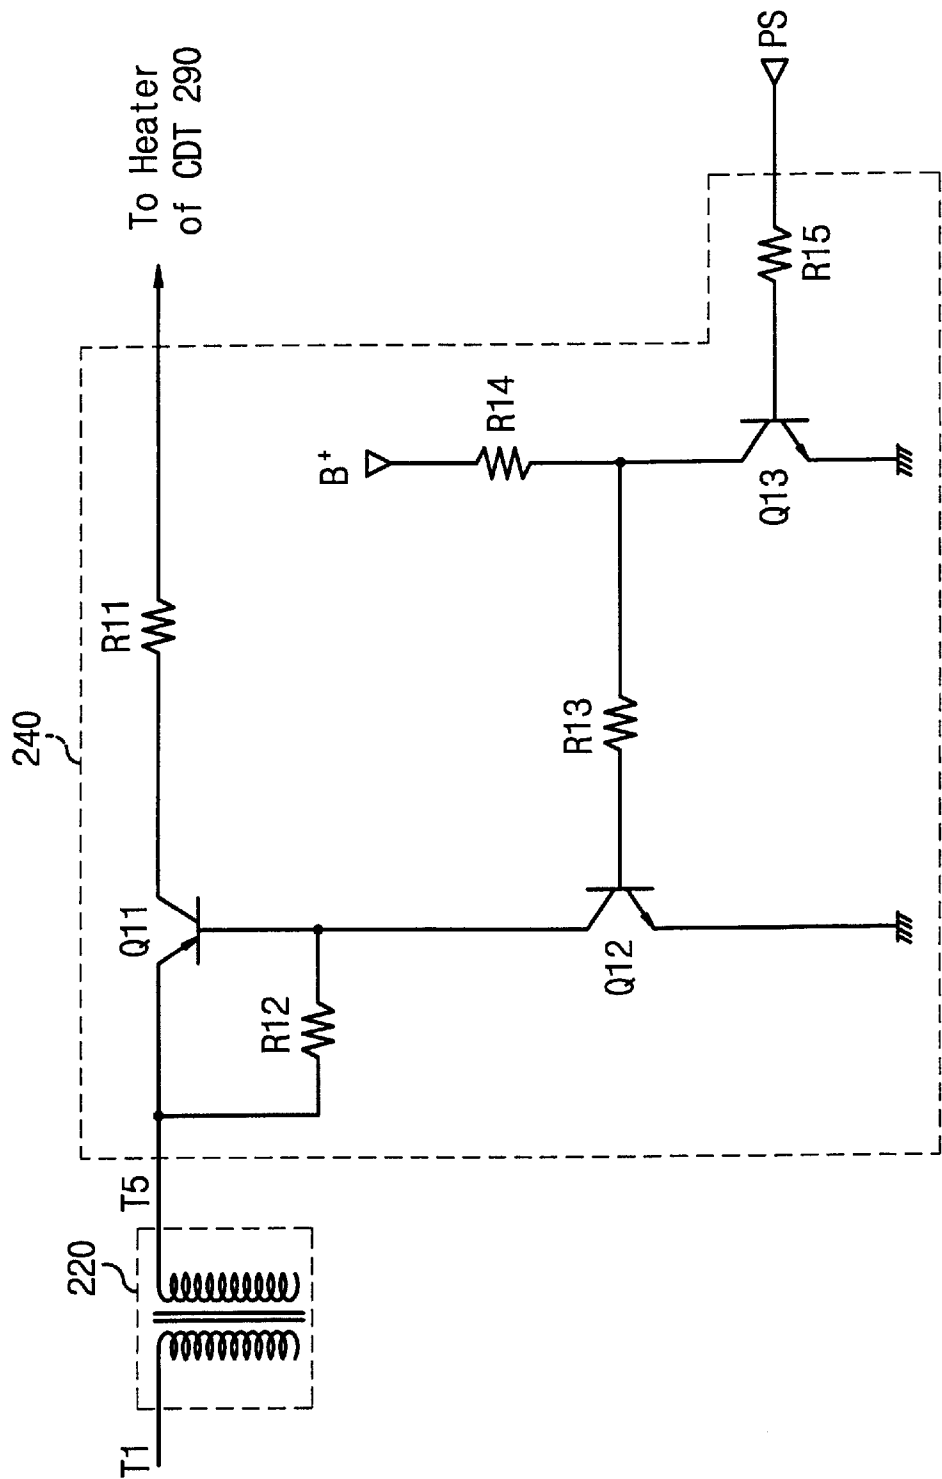 240
220
T1
T5
Q11
R11
To Heater
of CDT 290
R12
B+
R14
R13
Q12
Q13
R15
PS